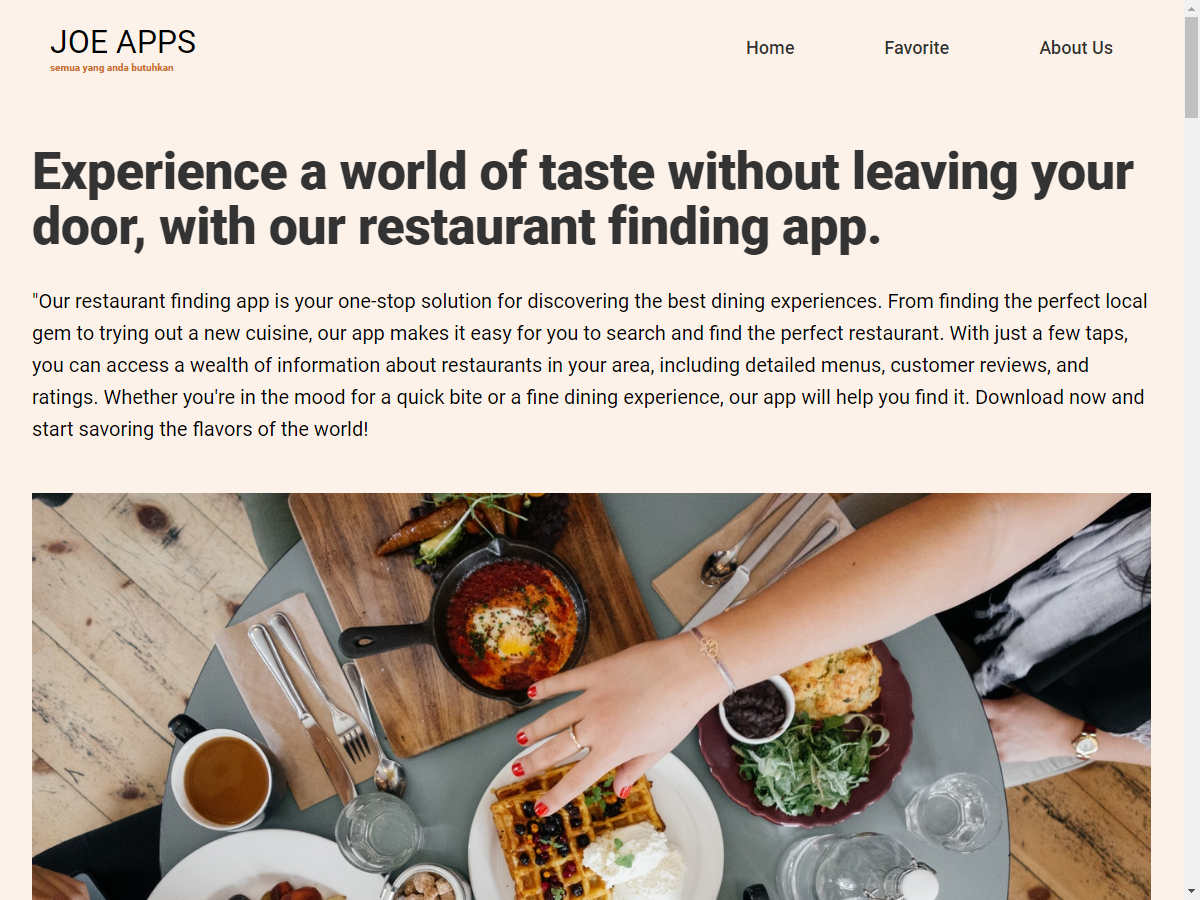 JOE APPS
semua yang anda butuhkan
Home
Favorite
About Us
Experience a world of taste without leaving your
door, with our restaurant finding app.
"Our restaurant finding app is your one-stop solution for discovering the best dining experiences. From finding the perfect local
gem to trying out a new cuisine, our app makes it easy for you to search and find the perfect restaurant. With just a few taps,
you can access a wealth of information about restaurants in your area, including detailed menus, customer reviews, and
ratings. Whether you're in the mood for a quick bite or a fine dining experience, our app will help you find it. Download now and
start savoring the flavors of the world!